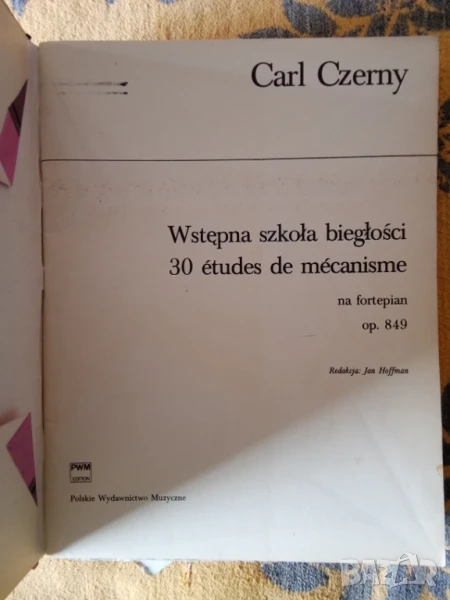 Carl Czerny
Wstępna szkoła biegłości
30 études de mécanisme
na fortepian
op. 849
Redakcja: Jan Hoffman
PWM
EDITION
Polskie Wydawnictwo Muzyczne
BAZAR